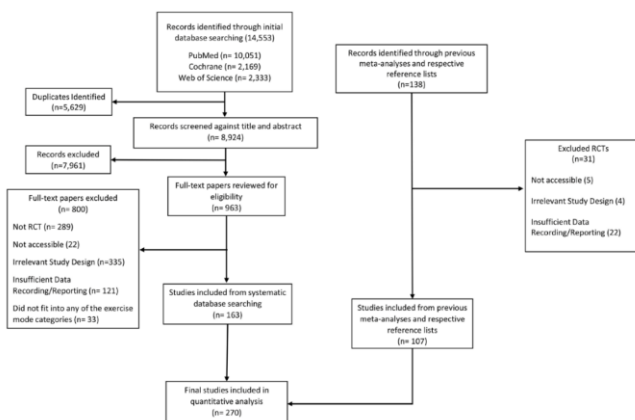 Records identified through initial
database searching (14,553)
PubMed (n= 10,051)
Cochrane (n= 2,169)
Web of Science (n= 2,333)
Records identified through previous
meta-analyses and respective
reference lists
(n=138)
Duplicates Identified
(n=5,629)
Records screened against title and abstract
(n= 8,924)
Records excluded
(n=7,961)
Excluded RCTs
(n=31)
Not accessible (5)
Irrelevant Study Design (4)
Insufficient Data
Recording/Reporting (22)
Full-text papers reviewed for
eligibility
(n= 963)
Full-text papers excluded
(n= 800)
Not RCT (n= 289)
Not accessible (22)
Irrelevant Study Design (n=335)
Insufficient Data
Recording/Reporting (n= 121)
Did not fit into any of the exercise
mode categories (n= 33)
Studies included from systematic
database searching
(n= 163)
Studies included from previous
meta-analyses and respective
reference lists
(n= 107)
Final studies included in
quantitative analysis
(n = 270)